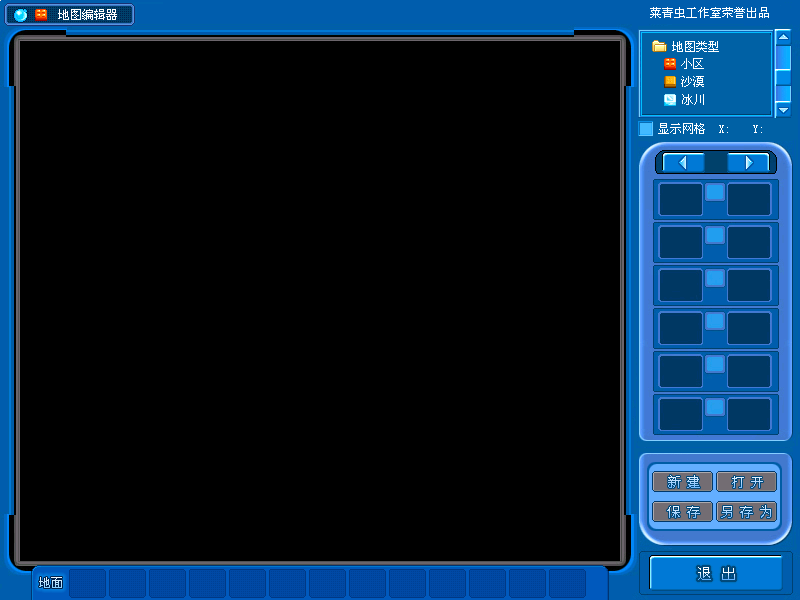 地图编辑器
菜青虫工作室荣誉出品
地图类型
小区
沙漠
冰川
显示网格 X: Y:
新建 打开
保存 另存为
退出
地面